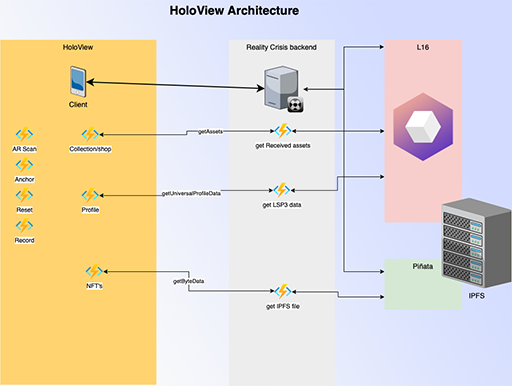 HoloView Architecture
HoloView
Reality Crisis backend
L16
Client
getAssets
AR Scan
Collection/shop
get Received assets
Anchor
getUniversalProfileData
Reset
Profile
get LSP3 data
Record
Piñata
getByteData
NFT's
IPFS
get IPFS file